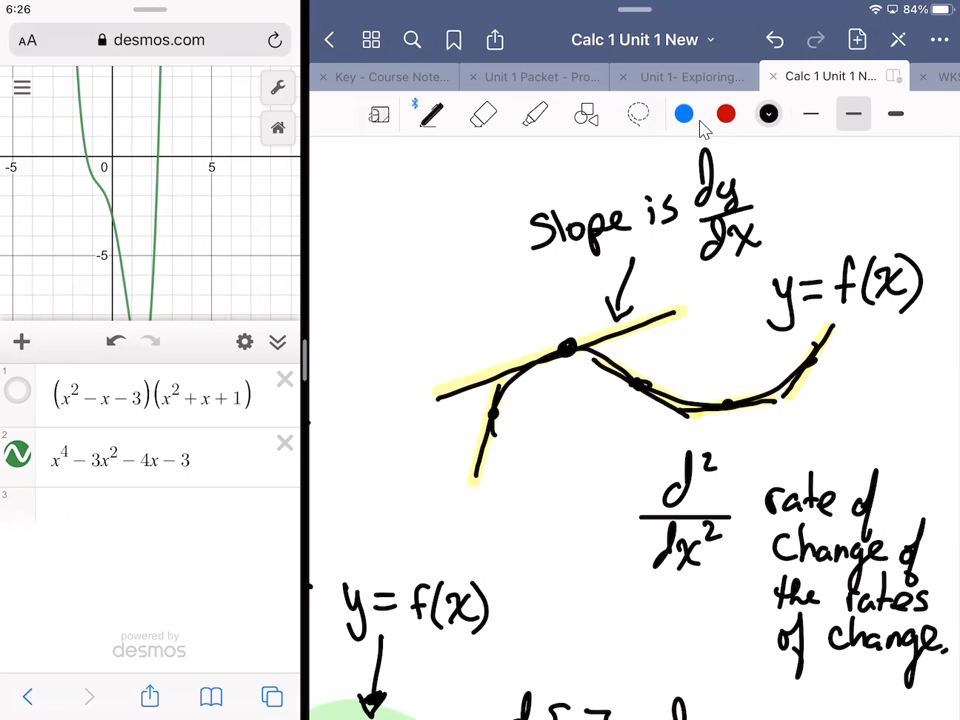 6:26
84%
AA
desmos.com
Calc 1 Unit 1 New
Key - Course Note...
Unit 1 Packet - Pro...
Unit 1- Exploring...
Calc 1 Unit 1 N...
WKS
-5 0 5
-5
1
(x² − x − 3)(x² + x + 1)
2
x⁴ − 3x² − 4x − 3
3
powered by
desmos
Slope is dy/dx
y = f(x)
d²/dx²
rate of
change of
the rates
of change.
y = f(x)